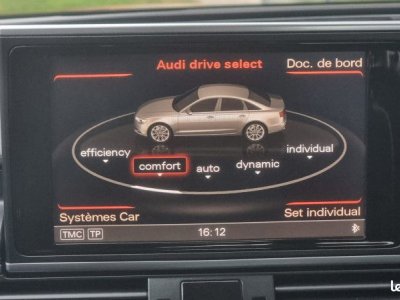 Audi drive select
Doc. de bord
efficiency
comfort
auto
dynamic
individual
Systèmes Car
Set individual
TMC TP
16:12